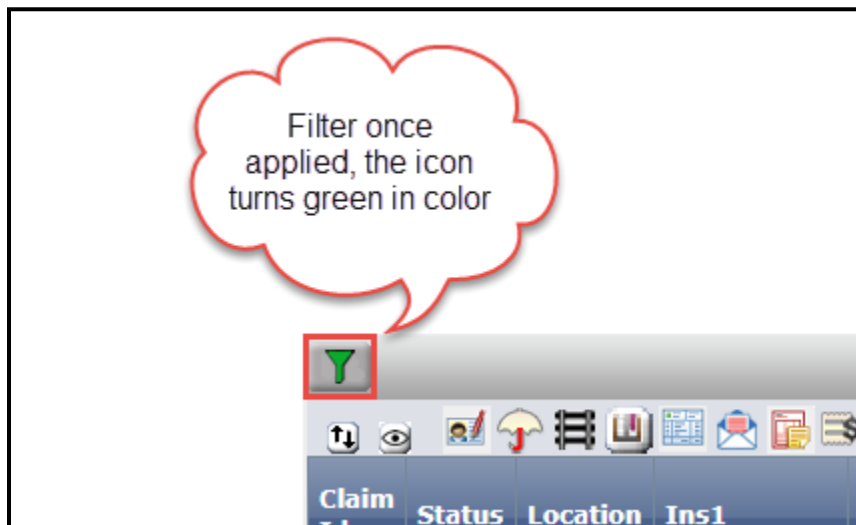 Filter once
applied, the icon
turns green in color
Claim
Status Location Ins1